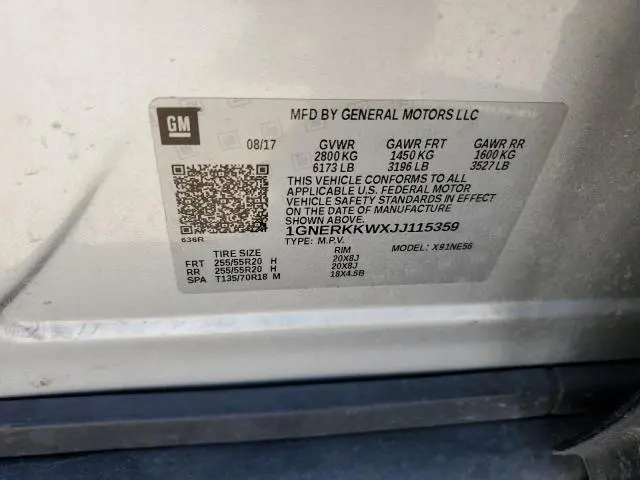 GM
MFD BY GENERAL MOTORS LLC
08/17 GVWR GAWR FRT GAWR RR
2800 KG 1450 KG 1600 KG
6173 LB 3196 LB 3527 LB
THIS VEHICLE CONFORMS TO ALL
APPLICABLE U.S. FEDERAL MOTOR
VEHICLE SAFETY STANDARDS IN EFFECT
ON THE DATE OF MANUFACTURE
SHOWN ABOVE.
1GNERKKWXJJ115359
636R
TYPE: M.P.V. MODEL: X91NE56
TIRE SIZE RIM
FRT 255/55R20 H 20X8J
RR 255/55R20 H 20X8J
SPA T135/70R18 M 18X4.5B